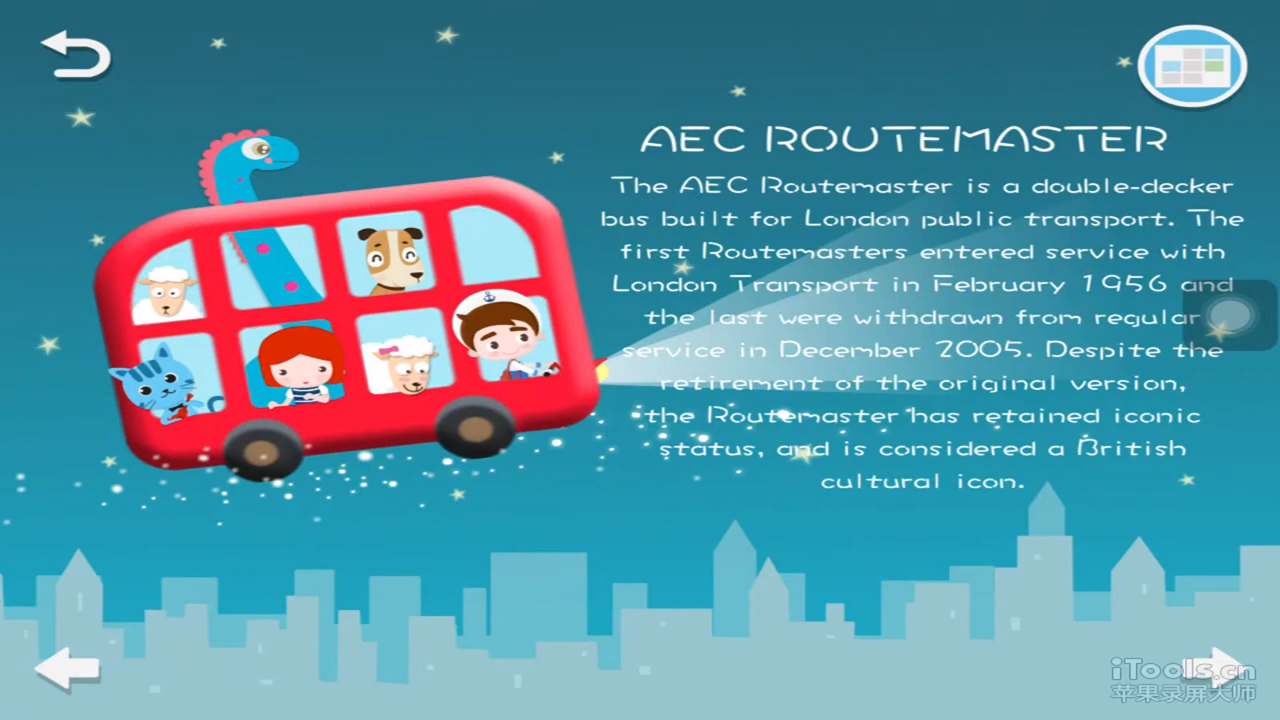 AEC ROUTEMASTER
The AEC Routemaster is a double-decker
bus built for London public transport. The
first Routemasters entered service with
London Transport in February 1956 and
the last were withdrawn from regular
service in December 2005. Despite the
retirement of the original version,
the Routemaster has retained iconic
status, and is considered a British
cultural icon.
iTools.cn
苹果录屏大师